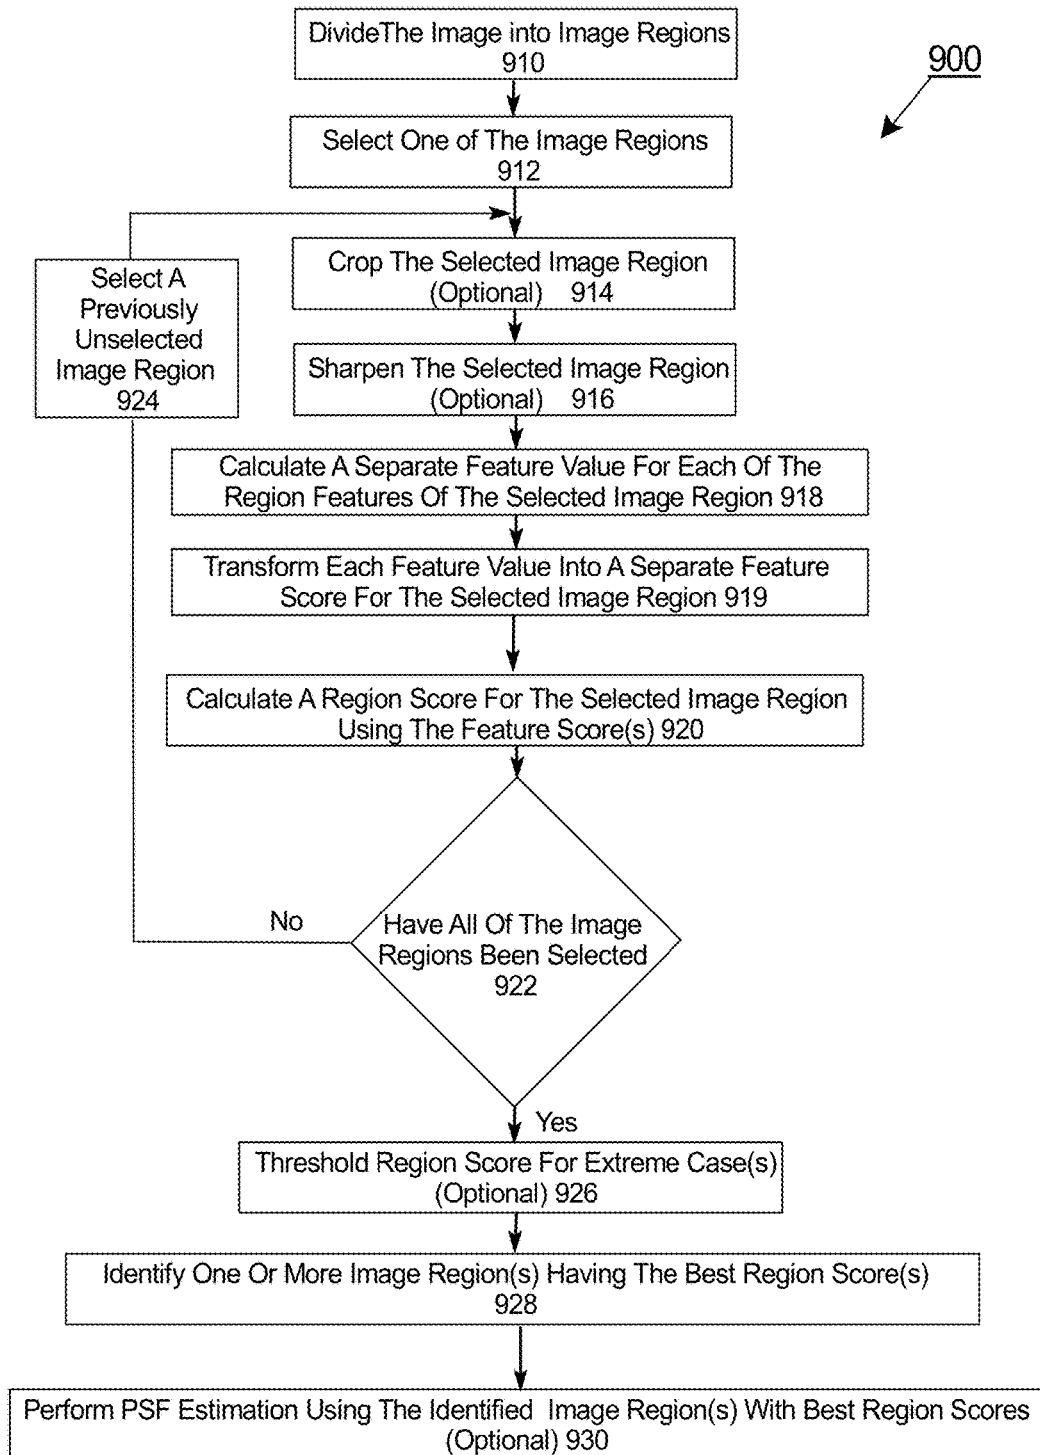 DivideThe Image into Image Regions
910
900
Select One of The Image Regions
912
Crop The Selected Image Region
(Optional) 914
Select A
Previously
Unselected
Image Region
924
Sharpen The Selected Image Region
(Optional) 916
Calculate A Separate Feature Value For Each Of The
Region Features Of The Selected Image Region 918
Transform Each Feature Value Into A Separate Feature
Score For The Selected Image Region 919
Calculate A Region Score For The Selected Image Region
Using The Feature Score(s) 920
No
Have All Of The Image
Regions Been Selected
922
Yes
Threshold Region Score For Extreme Case(s)
(Optional) 926
Identify One Or More Image Region(s) Having The Best Region Score(s)
928
Perform PSF Estimation Using The Identified Image Region(s) With Best Region Scores
(Optional) 930